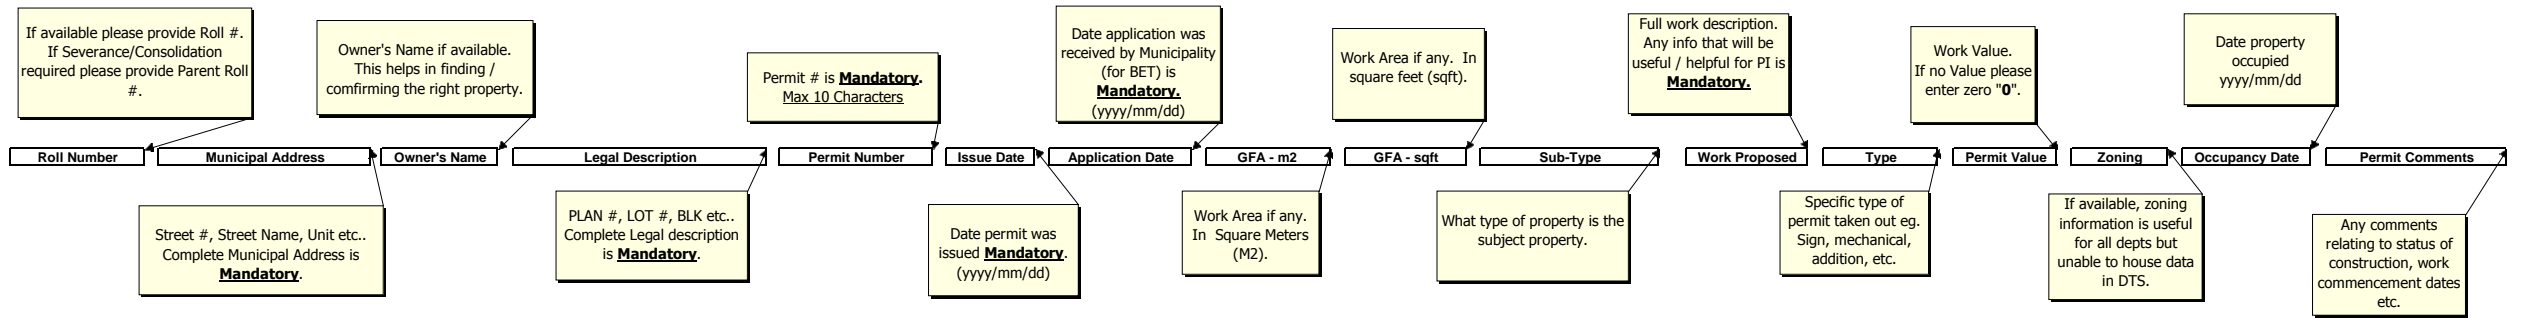 If available please provide Roll #.
If Severance/Consolidation
required please provide Parent Roll
#.
Owner's Name if available.
This helps in finding /
comfirming the right property.
Permit # is Mandatory.
Max 10 Characters
Date application was
received by Municipality
(for BET) is
Mandatory.
(yyyy/mm/dd)
Work Area if any. In
square feet (sqft).
Full work description.
Any info that will be
useful / helpful for PI is
Mandatory.
Work Value.
If no Value please
enter zero "0".
Date property
occupied
yyyy/mm/dd
Roll Number Municipal Address Owner's Name Legal Description Permit Number Issue Date Application Date GFA - m2 GFA - sqft Sub-Type Work Proposed Type Permit Value Zoning Occupancy Date Permit Comments
Street #, Street Name, Unit etc..
Complete Municipal Address is
Mandatory.
PLAN #, LOT #, BLK etc..
Complete Legal description
is Mandatory.
Date permit was
issued Mandatory.
(yyyy/mm/dd)
Work Area if any.
In Square Meters
(M2).
What type of property is the
subject property.
Specific type of
permit taken out eg.
Sign, mechanical,
addition, etc.
If available, zoning
information is useful
for all depts but
unable to house data
in DTS.
Any comments
relating to status of
construction, work
commencement dates
etc.